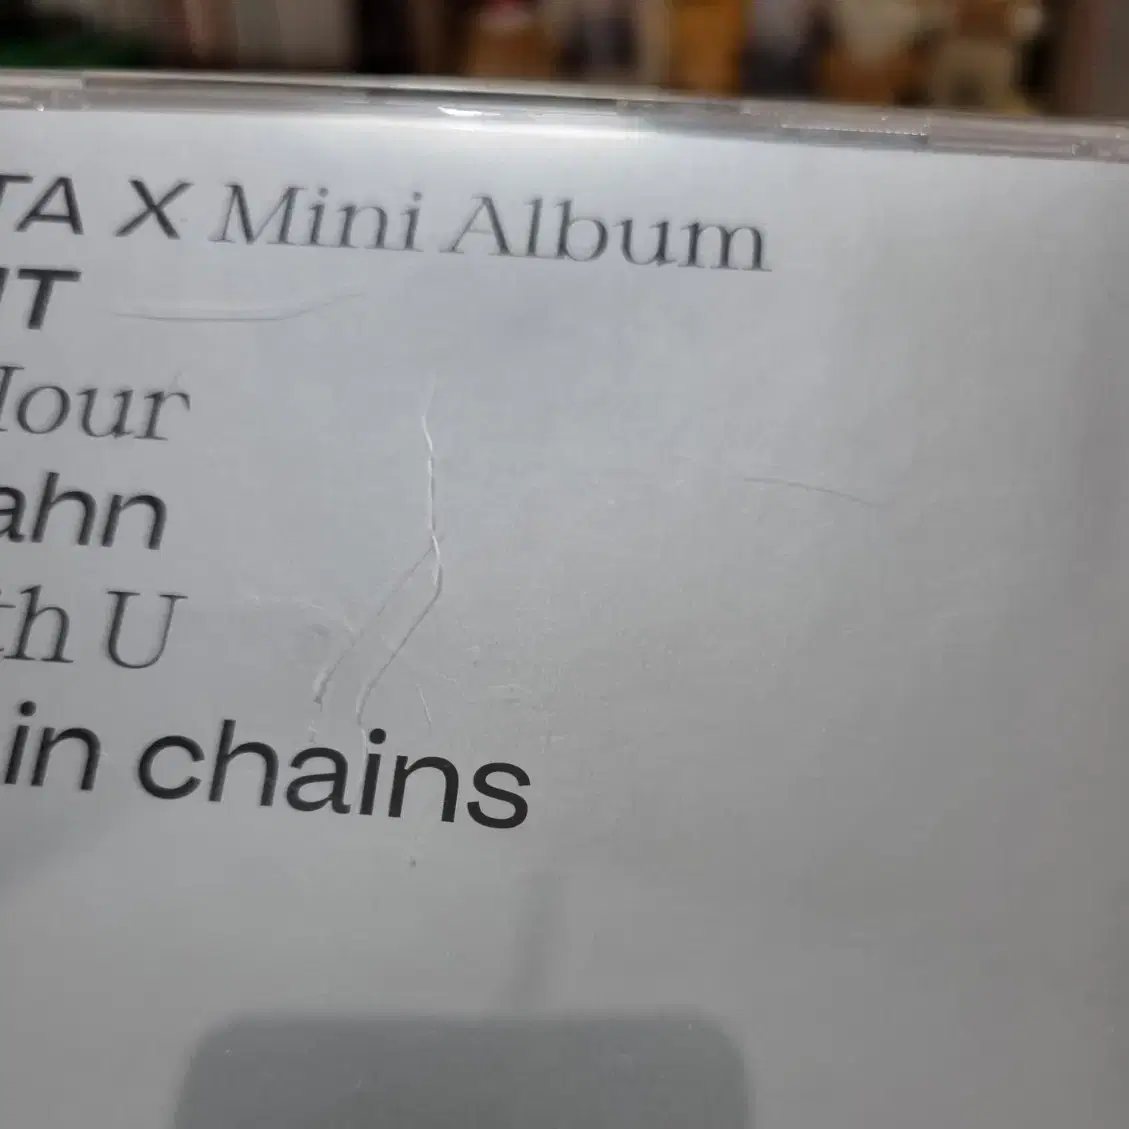 TA X Mini Album
IT
Hour
ahn
th U
in chains